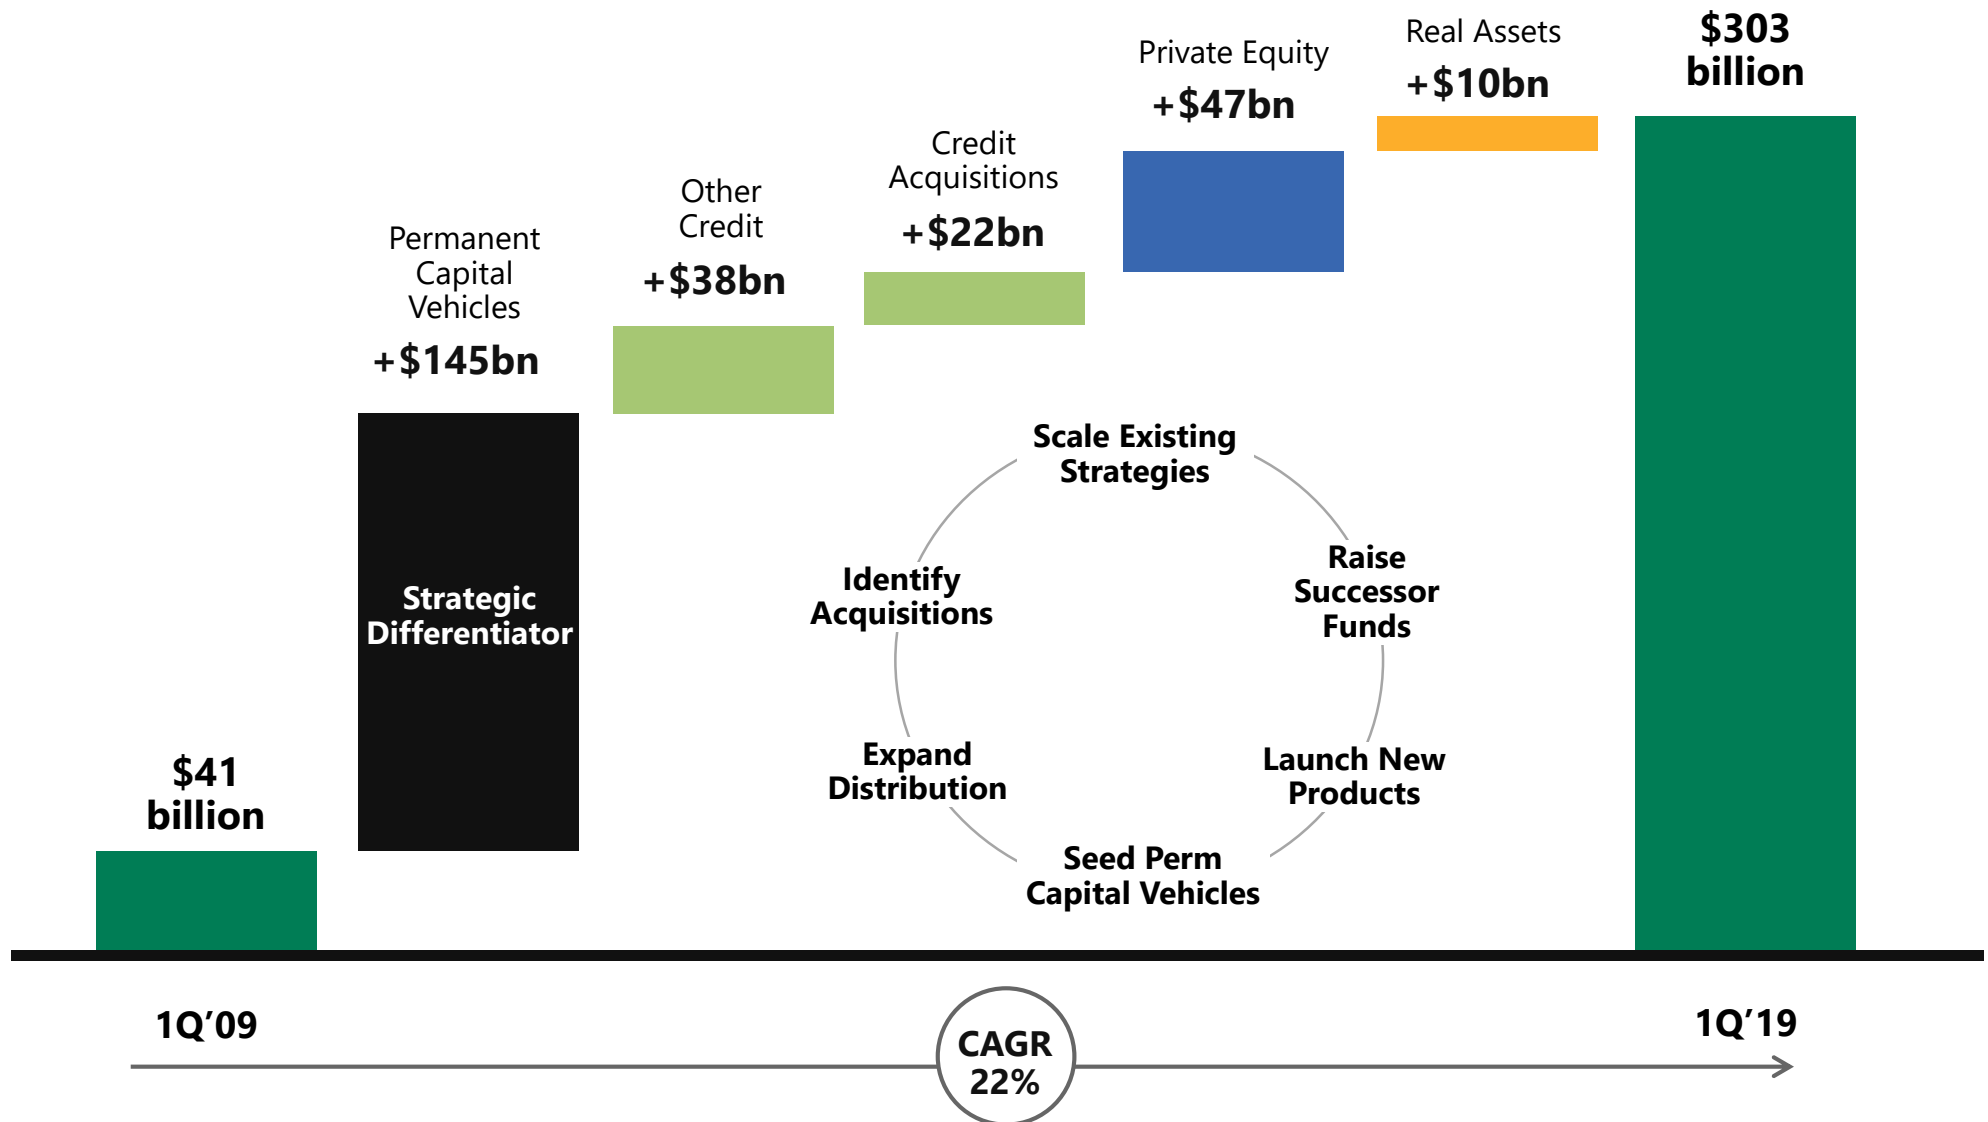 $41
billion
Permanent
Capital
Vehicles
+$145bn
Strategic
Differentiator
Other
Credit
+$38bn
Credit
Acquisitions
+$22bn
Private Equity
+$47bn
Real Assets
+$10bn
$303
billion
Scale Existing
Strategies
Raise
Successor
Funds
Launch New
Products
Seed Perm
Capital Vehicles
Expand
Distribution
Identify
Acquisitions
1Q’09
CAGR
22%
1Q’19